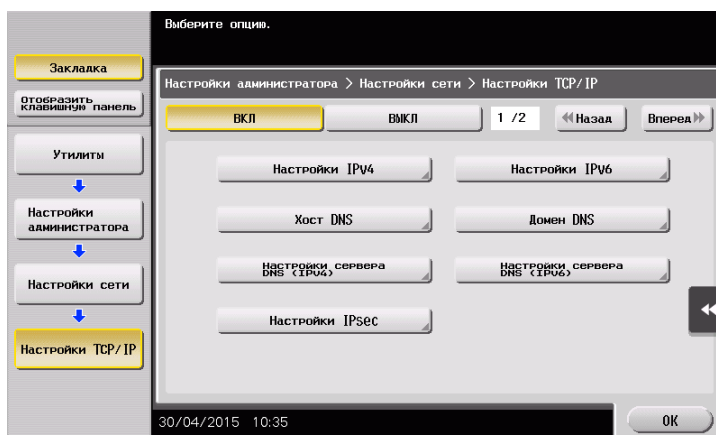 Выберите опцию.
Закладка
Отобразить
клавишную панель
Настройки администратора > Настройки сети > Настройки TCP/IP
ВКЛ
ВЫКЛ
1 /2
Назад
Вперед
Утилиты
Настройки
администратора
Настройки сети
Настройки TCP/IP
Настройки IPv4
Настройки IPv6
Хост DNS
Домен DNS
Настройки сервера
DNS (IPv4)
Настройки сервера
DNS (IPv6)
Настройки IPsec
30/04/2015 10:35
OK